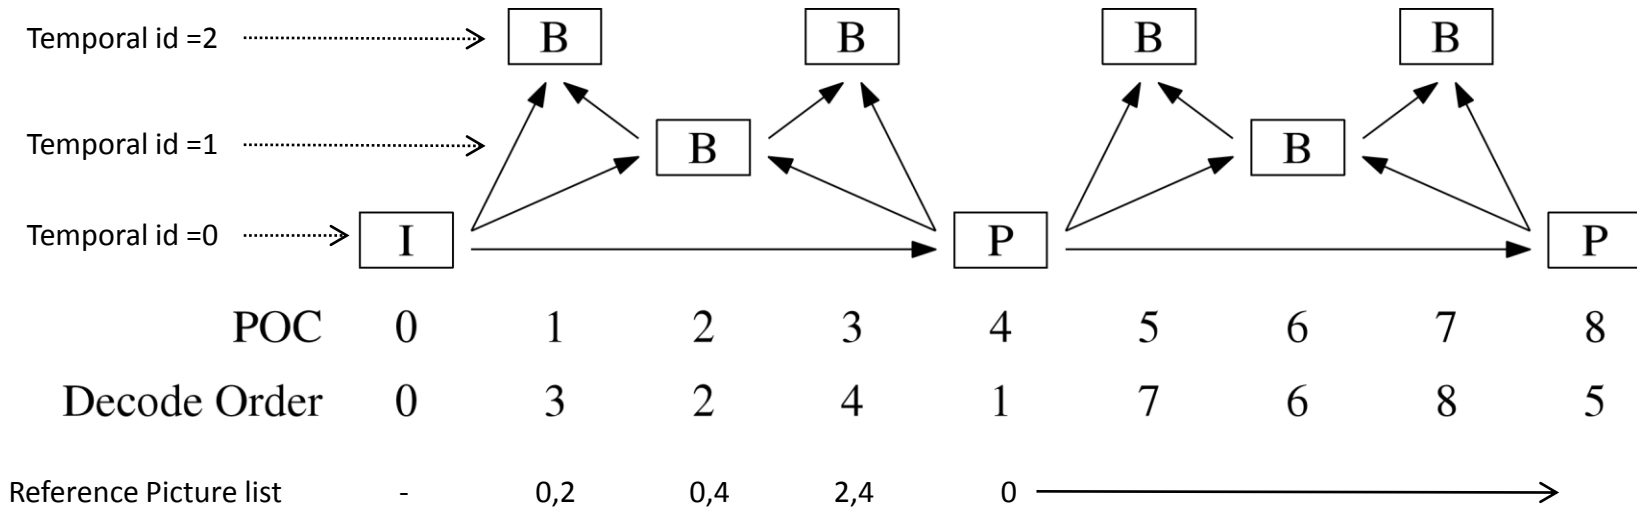 Temporal id =2 B B B B
Temporal id =1 B B
Temporal id =0 I P P
POC 0 1 2 3 4 5 6 7 8
Decode Order 0 3 2 4 1 7 6 8 5
Reference Picture list - 0,2 0,4 2,4 0